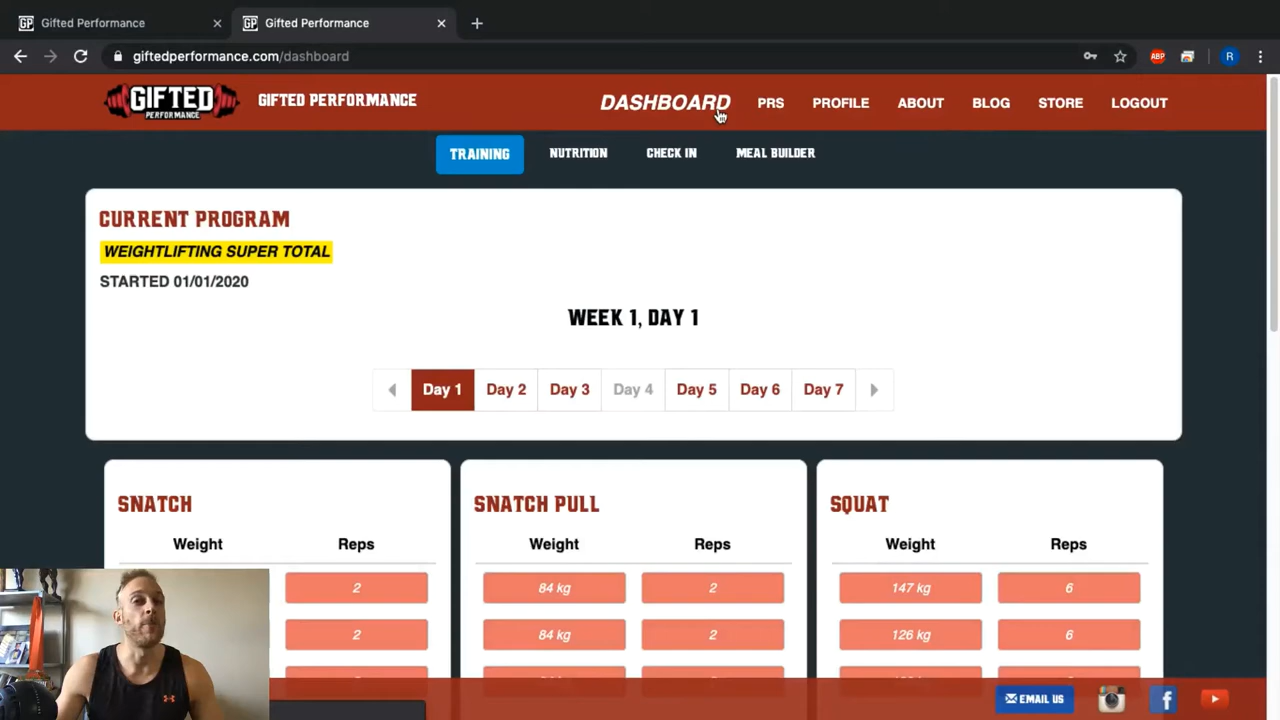 GP Gifted Performance × GP Gifted Performance × +
giftedperformance.com/dashboard ABP R
GIFTED PERFORMANCE GIFTED PERFORMANCE DASHBOARD PRS PROFILE ABOUT BLOG STORE LOGOUT
TRAINING NUTRITION CHECK IN MEAL BUILDER
CURRENT PROGRAM
WEIGHTLIFTING SUPER TOTAL
STARTED 01/01/2020
WEEK 1, DAY 1
Day 1 Day 2 Day 3 Day 4 Day 5 Day 6 Day 7
SNATCH SNATCH PULL SQUAT
Weight Reps Weight Reps Weight Reps
2 84 kg 2 147 kg 6
2 84 kg 2 126 kg 6
EMAIL US